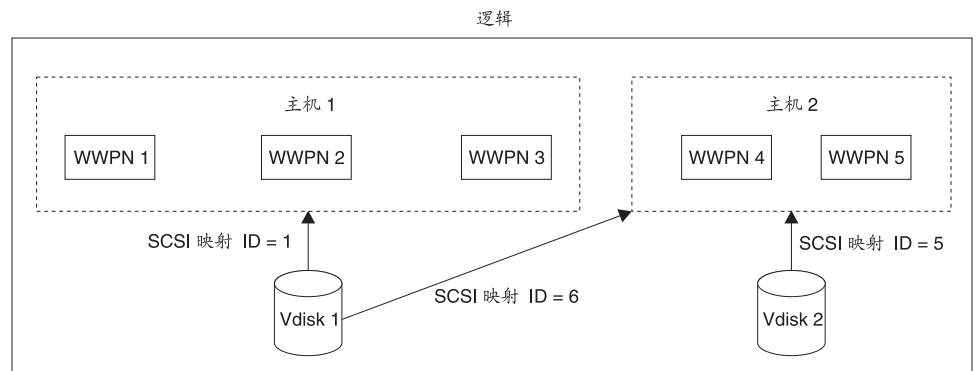 逻辑
主机 1
主机 2
WWPN 1
WWPN 2
WWPN 3
WWPN 4
WWPN 5
SCSI 映射 ID = 1
SCSI 映射 ID = 5
SCSI 映射 ID = 6
Vdisk 1
Vdisk 2